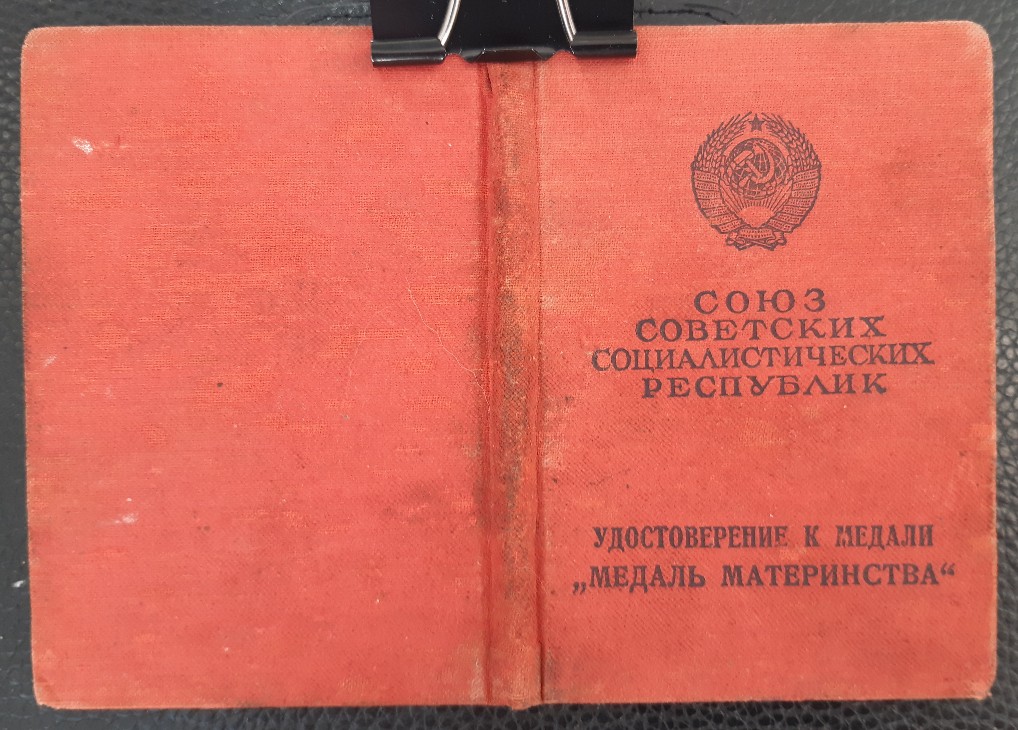 СОЮЗ
СОВЕТСКИХ
СОЦИАЛИСТИЧЕСКИХ
РЕСПУБЛИК
УДОСТОВЕРЕНИЕ К МЕДАЛИ
„МЕДАЛЬ МАТЕРИНСТВА“